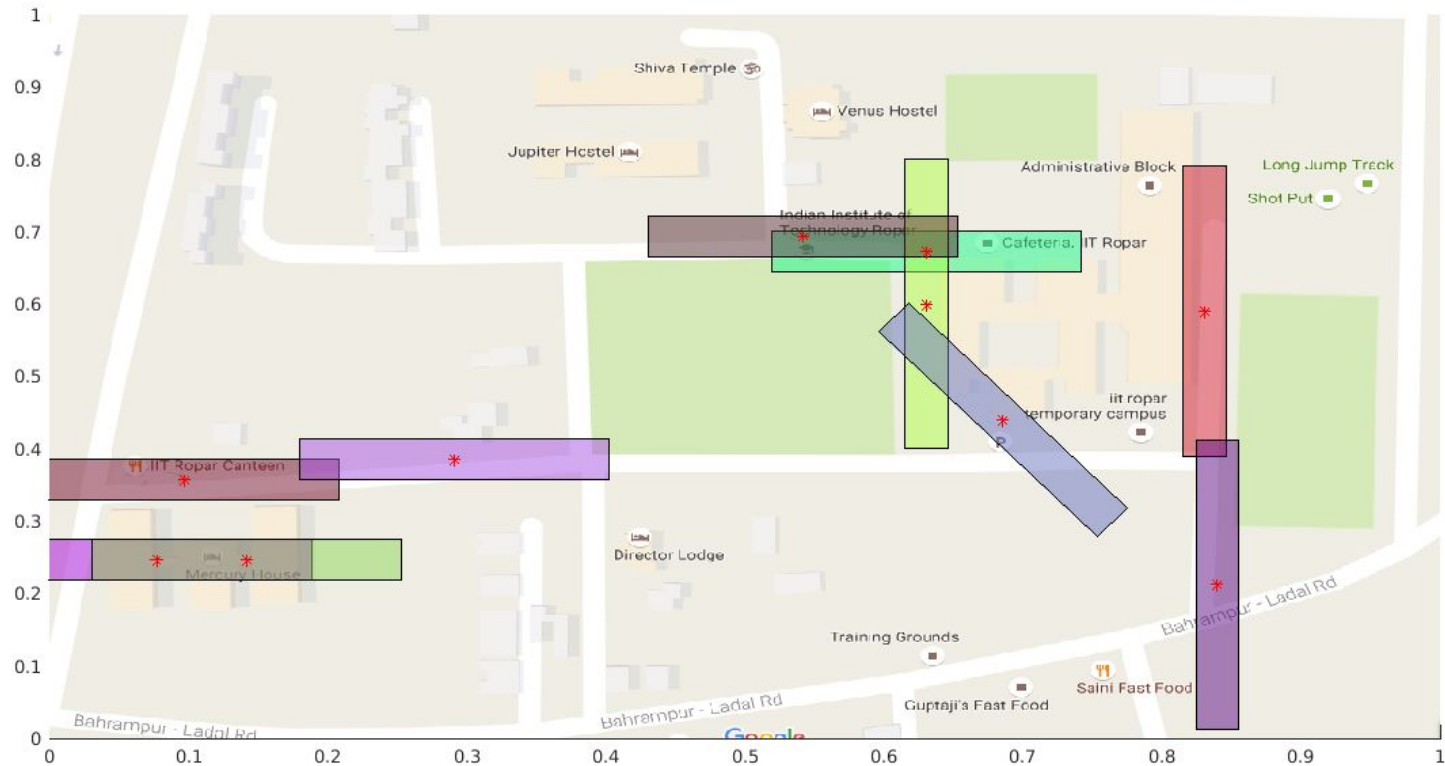 1
0.9
Shiva Temple
Venus Hostel
0.8
Jupiter Hostel
Administrative Block
Long Jump Track
Shot Put
0.7
Indian Institute of
Technology Ropar
Cafeteria, IT Ropar
0.6
0.5
iit ropar
temporary campus
P
0.4
IIT Ropar Canteen
0.3
Director Lodge
Mercury House
0.2
Bahrampur - Ladal Rd
Training Grounds
0.1
Saini Fast Food
Guptaji's Fast Food
Bahrampur - Ladal Rd
Bahrampur - Ladal Rd
Google
0
0 0.1 0.2 0.3 0.4 0.5 0.6 0.7 0.8 0.9 1